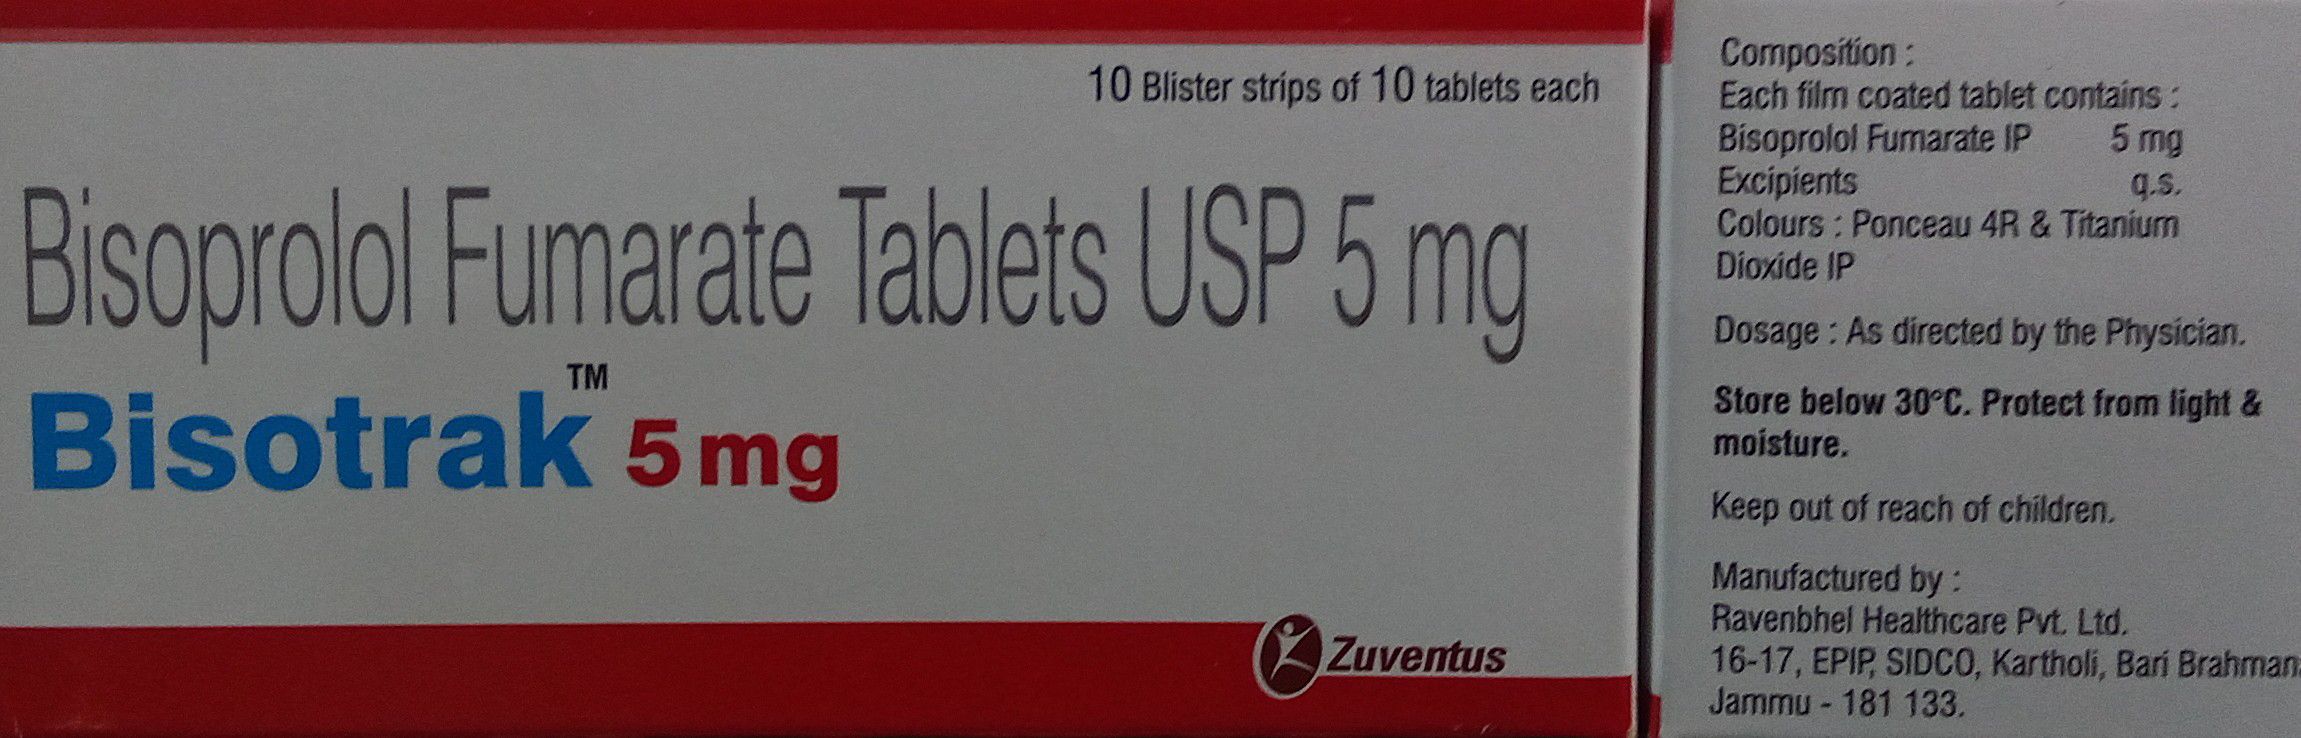 10 Blister strips of 10 tablets each
Bisoprolol Fumarate Tablets USP 5 mg
Bisotrak™ 5 mg
Zuventus
Composition :
Each film coated tablet contains :
Bisoprolol Fumarate IP 5 mg
Excipients q.s.
Colours : Ponceau 4R & Titanium
Dioxide IP
Dosage : As directed by the Physician.
Store below 30°C. Protect from light &
moisture.
Keep out of reach of children.
Manufactured by :
Ravenbhel Healthcare Pvt. Ltd.
16-17, EPIP, SIDCO, Kartholi, Bari
Jammu - 181 133.